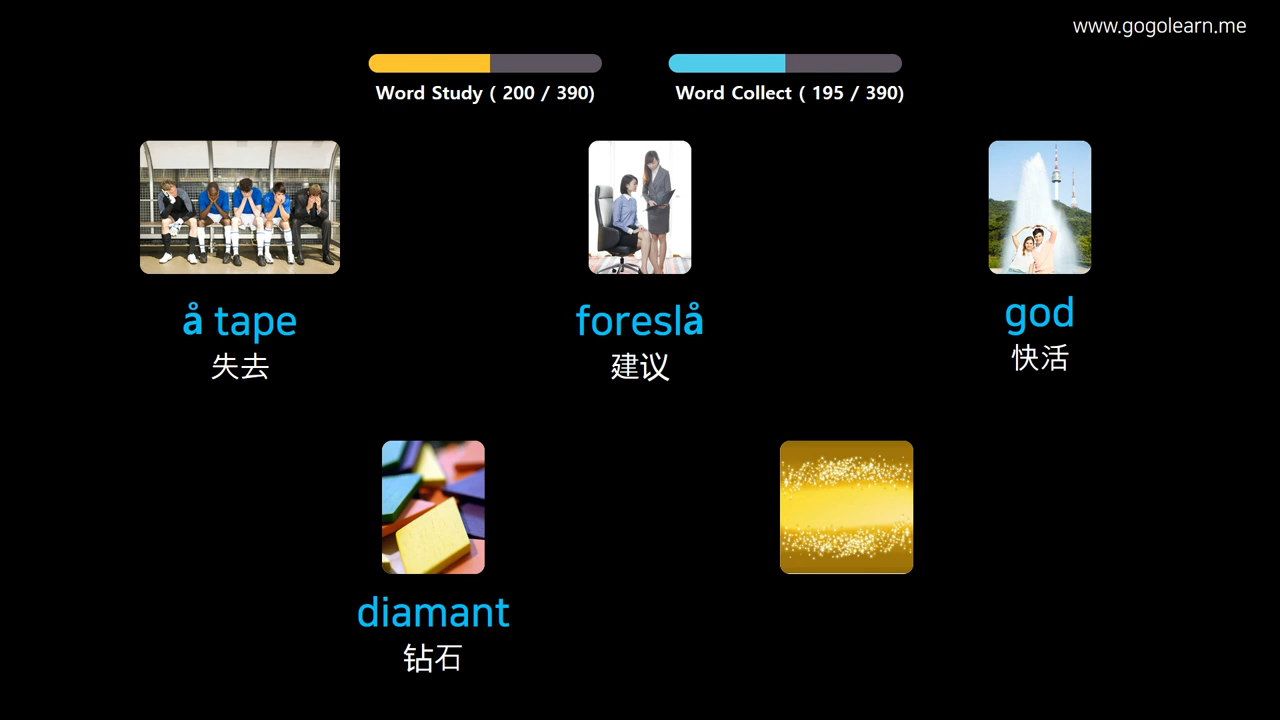 www.gogolearn.me
Word Study ( 200 / 390)
Word Collect ( 195 / 390)
å tape
失去
foreslå
建议
god
快活
diamant
钻石